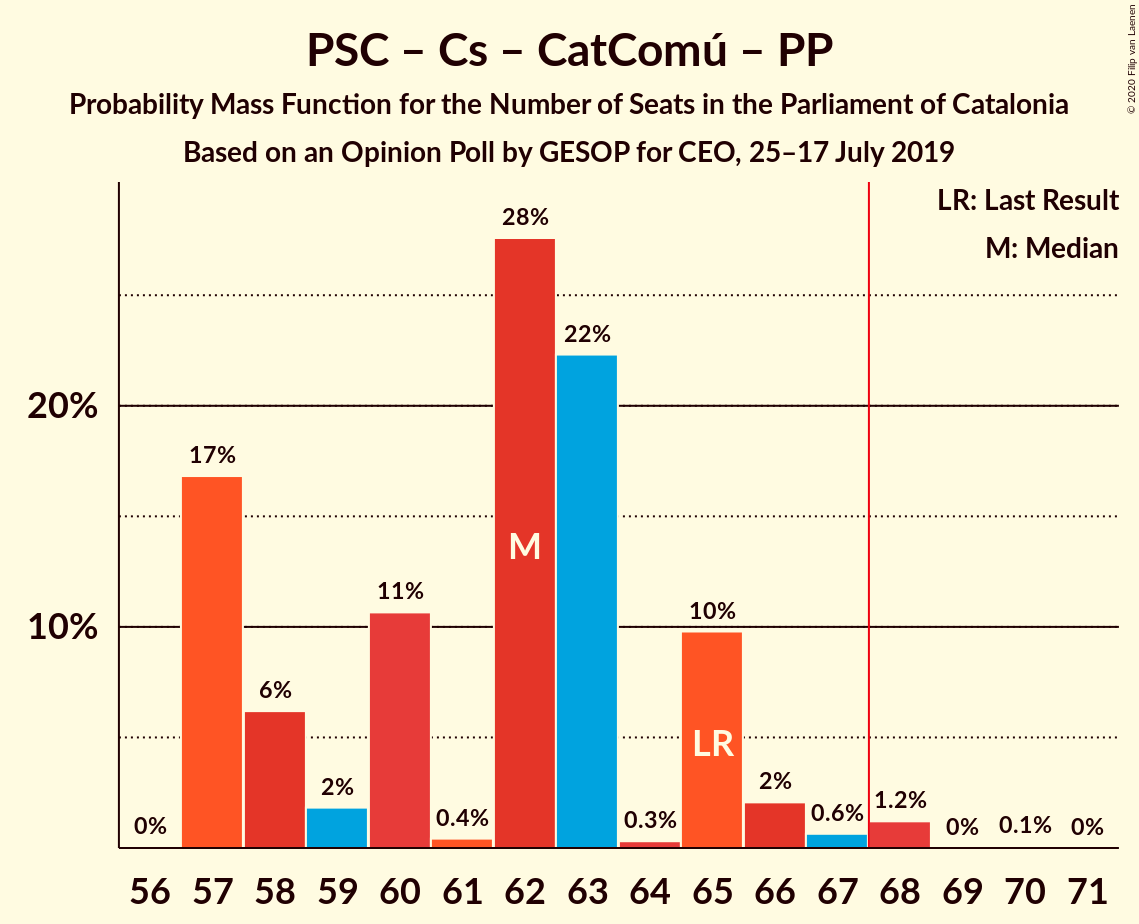 PSC – Cs – CatComú – PP
Probability Mass Function for the Number of Seats in the Parliament of Catalonia
Based on an Opinion Poll by GESOP for CEO, 25–17 July 2019
© 2020 Filip van Laenen
LR: Last Result
M: Median
20%
10%
0%
17%
6%
2%
11%
0.4%
28%
22%
0.3%
10%
2%
0.6%
1.2%
0%
0.1%
0%
M
LR
56 57 58 59 60 61 62 63 64 65 66 67 68 69 70 71